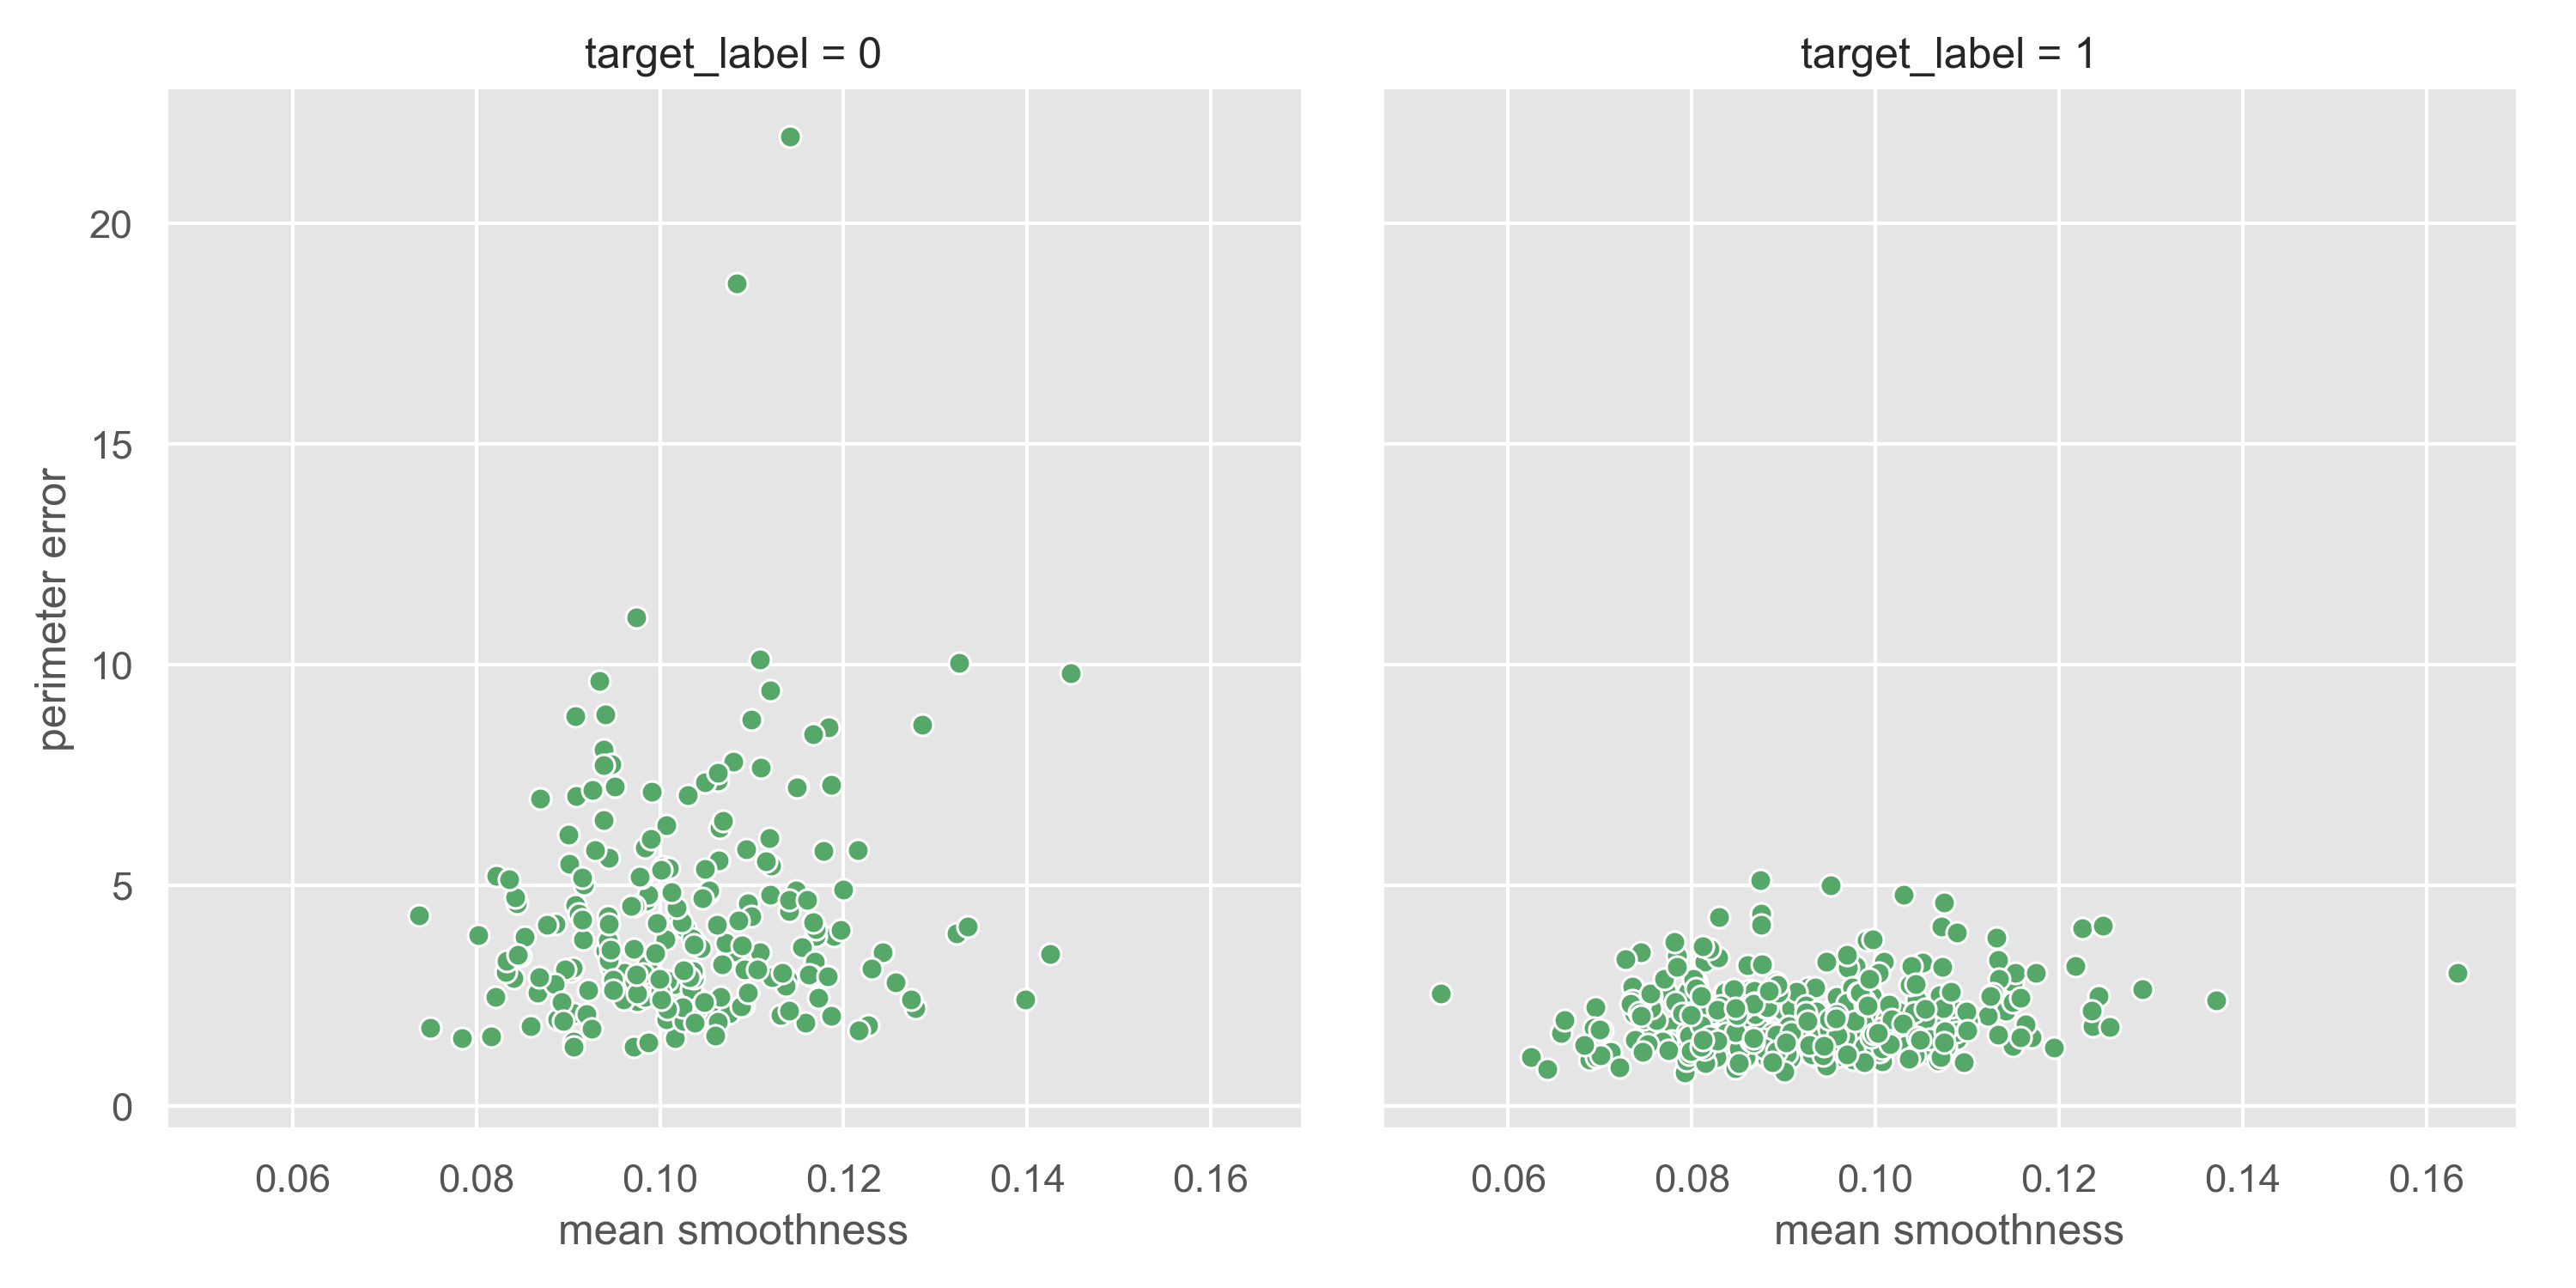 target_label = 0
target_label = 1
perimeter error
20
15
10
5
0
0.06 0.08 0.10 0.12 0.14 0.16
0.06 0.08 0.10 0.12 0.14 0.16
mean smoothness
mean smoothness